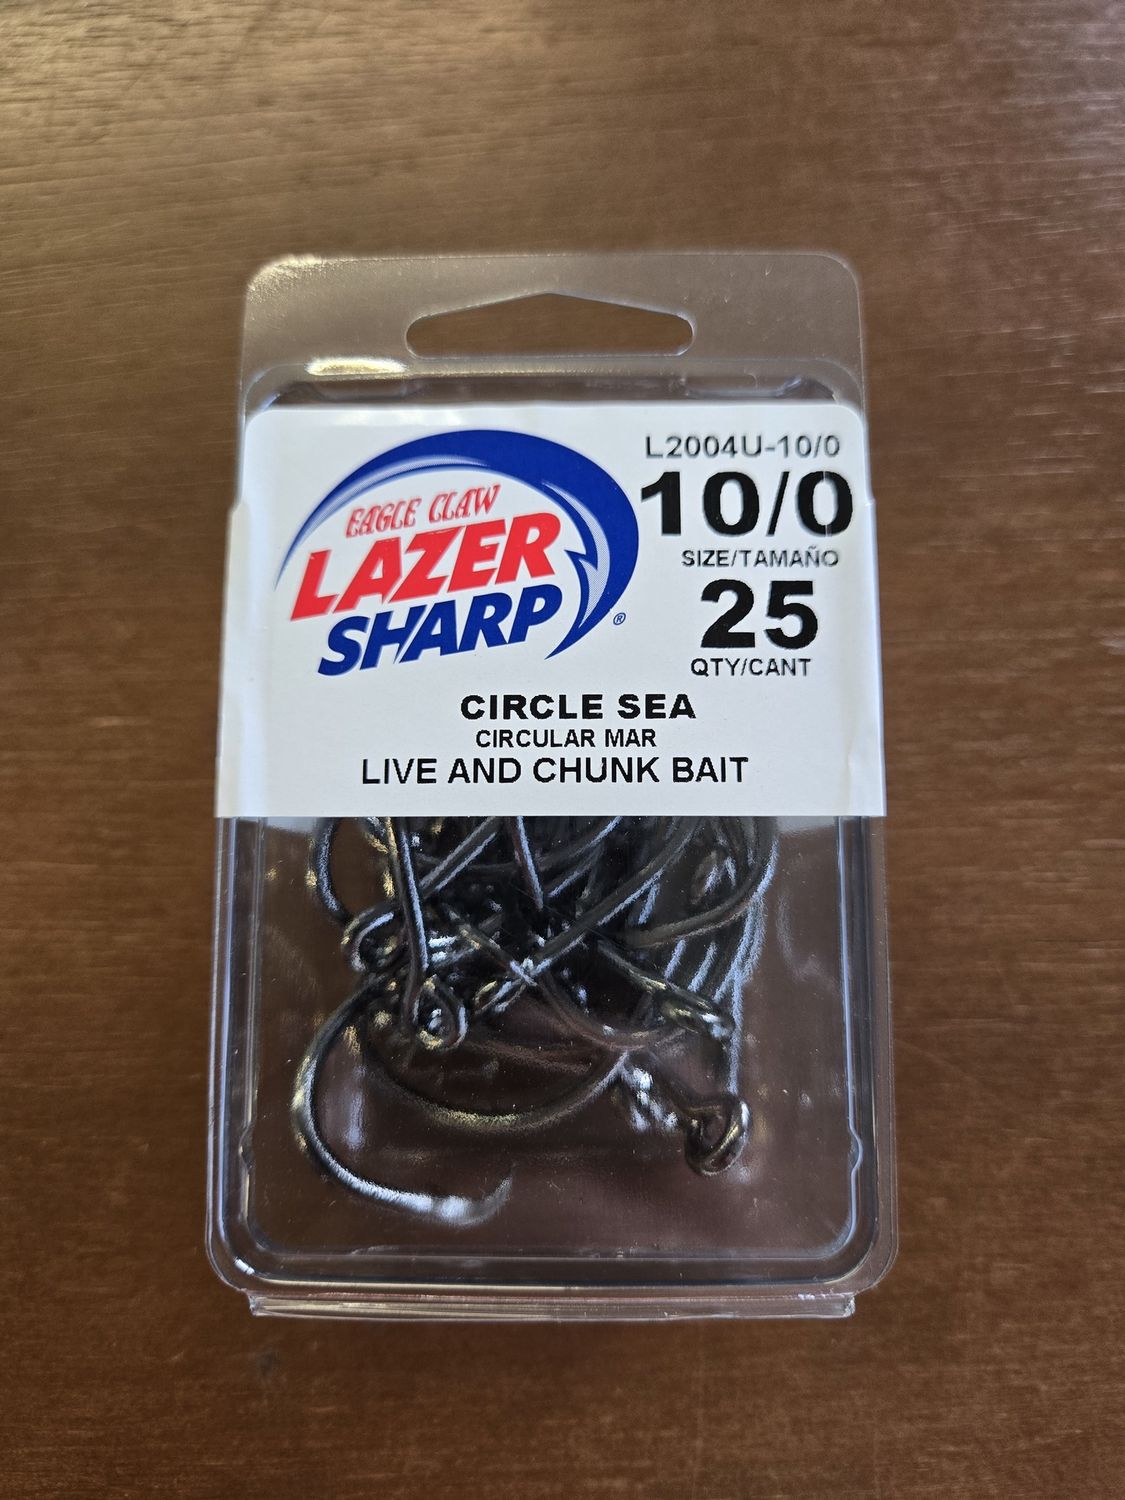 L2004U-10/0
EAGLE CLAW
LAZER
SHARP®
10/0
SIZE/TAMAÑO
25
QTY/CANT
CIRCLE SEA
CIRCULAR MAR
LIVE AND CHUNK BAIT